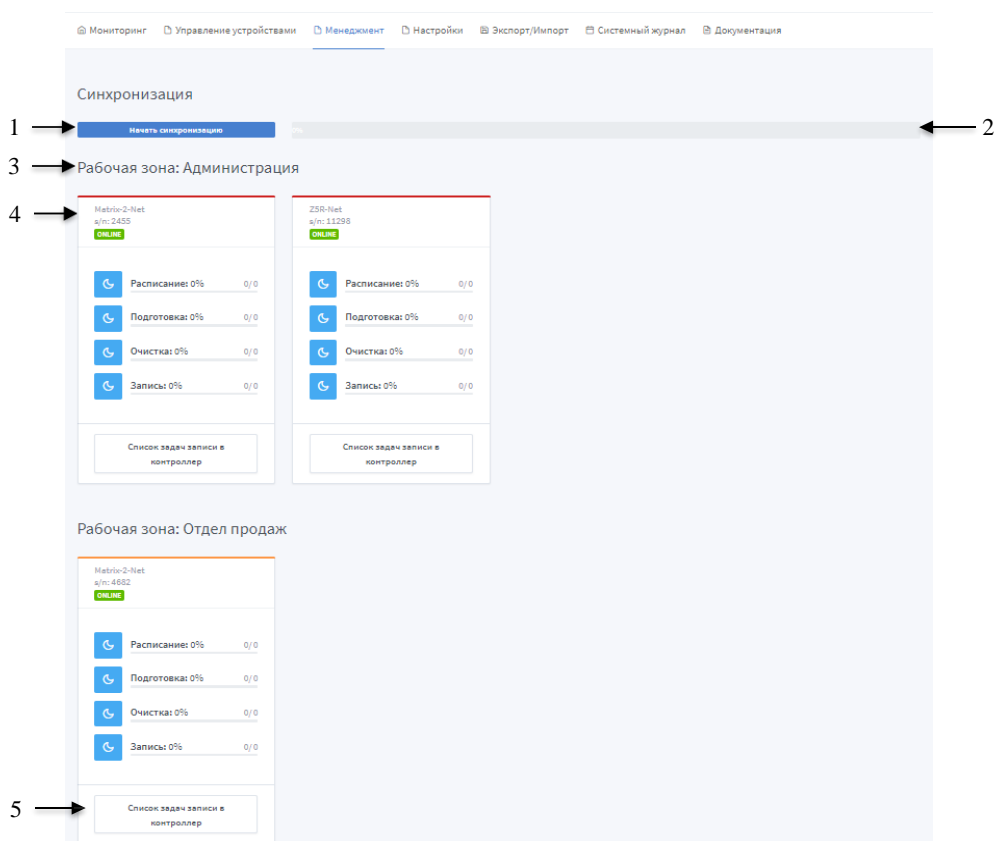 Мониторинг Управление устройствами Менеджмент Настройки Экспорт/Импорт Системный журнал Документация
Синхронизация
1 Начать синхронизацию 0% 2
3 Рабочая зона: Администрация
4
Matrix-2-Net
s/n: 2455
ONLINE
Расписание: 0% 0/0
Подготовка: 0% 0/0
Очистка: 0% 0/0
Запись: 0% 0/0
Список задач записи в
контроллер
Z5R-Net
s/n: 11298
ONLINE
Расписание: 0% 0/0
Подготовка: 0% 0/0
Очистка: 0% 0/0
Запись: 0% 0/0
Список задач записи в
контроллер
Рабочая зона: Отдел продаж
Matrix-2-Net
s/n: 4682
ONLINE
Расписание: 0% 0/0
Подготовка: 0% 0/0
Очистка: 0% 0/0
Запись: 0% 0/0
5 Список задач записи в
контроллер